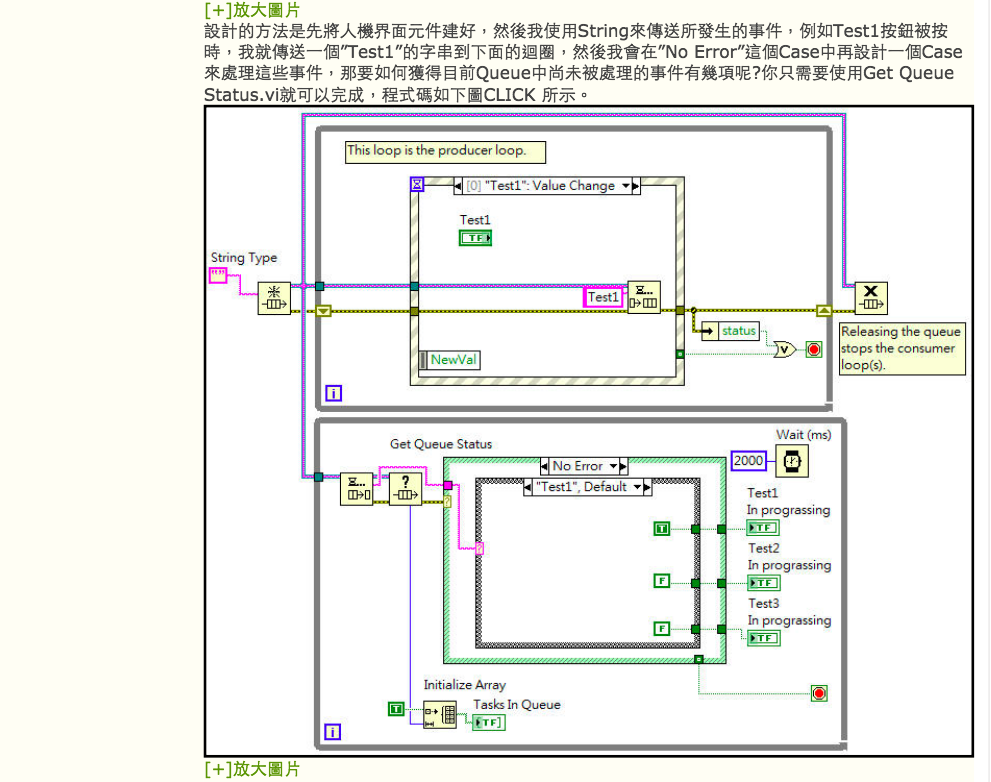 [+]放大圖片
設計的方法是先將人機界面元件建好，然後我使用String來傳送所發生的事件，例如Test1按鈕被按
時，我就傳送一個”Test1”的字串到下面的迴圈，然後我會在”No Error”這個Case中再設計一個Case
來處理這些事件，那要如何獲得目前Queue中尚未被處理的事件有幾項呢?你只需要使用Get Queue
Status.vi就可以完成，程式碼如下圖CLICK 所示。
This loop is the producer loop.
[0] "Test1": Value Change
Test1
TF
String Type
Test1
status
NewVal
Releasing the queue
stops the consumer
loop(s).
i
Get Queue Status
Wait (ms)
2000
No Error
"Test1", Default
Test1
In prograssing
T
TF
Test2
In prograssing
F
TF
Test3
In prograssing
F
TF
Initialize Array
Tasks In Queue
T
TF
i
[+]放大圖片